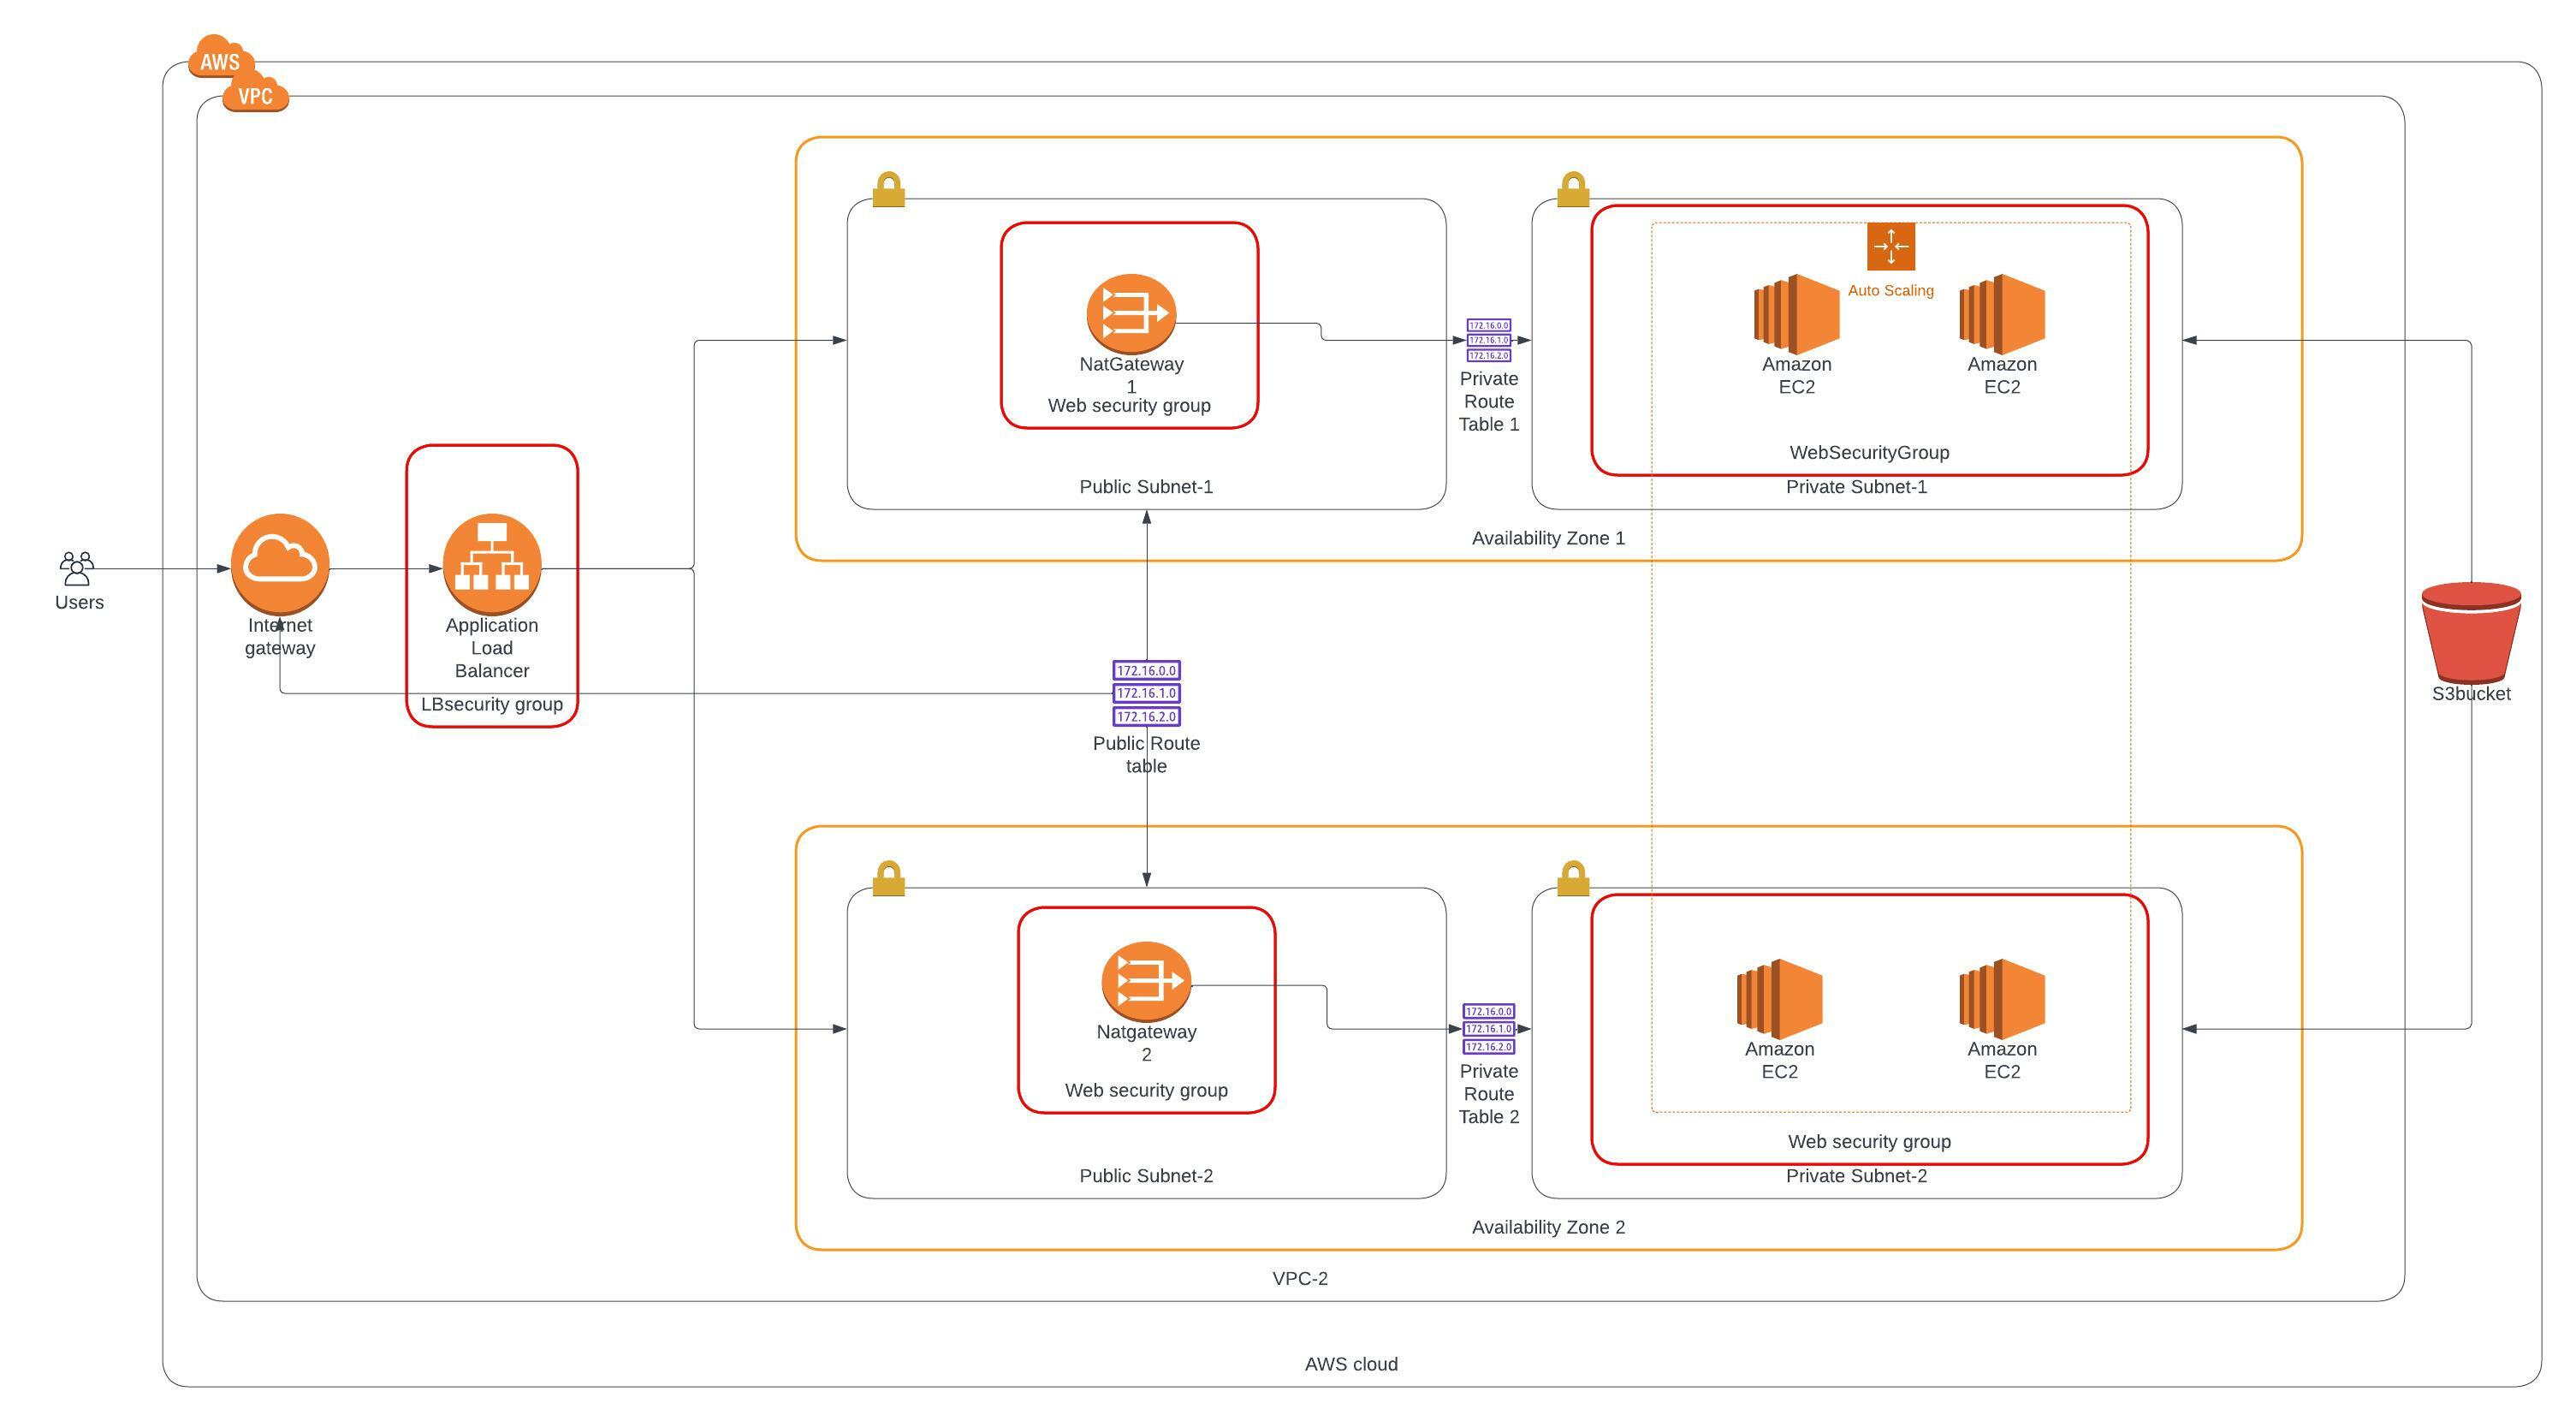 AWS
VPC
172.16.0.0
172.16.1.0
172.16.2.0
Private
Route
Table 1
NatGateway
1
Web security group
Public Subnet-1
Auto Scaling
Amazon
EC2
Amazon
EC2
WebSecurityGroup
Private Subnet-1
Availability Zone 1
Users
Internet
gateway
Application
Load
Balancer
LBsecurity group
172.16.0.0
172.16.1.0
172.16.2.0
Public Route
table
S3bucket
Natgateway
2
Web security group
Public Subnet-2
172.16.0.0
172.16.1.0
172.16.2.0
Private
Route
Table 2
Amazon
EC2
Amazon
EC2
Web security group
Private Subnet-2
Availability Zone 2
VPC-2
AWS cloud